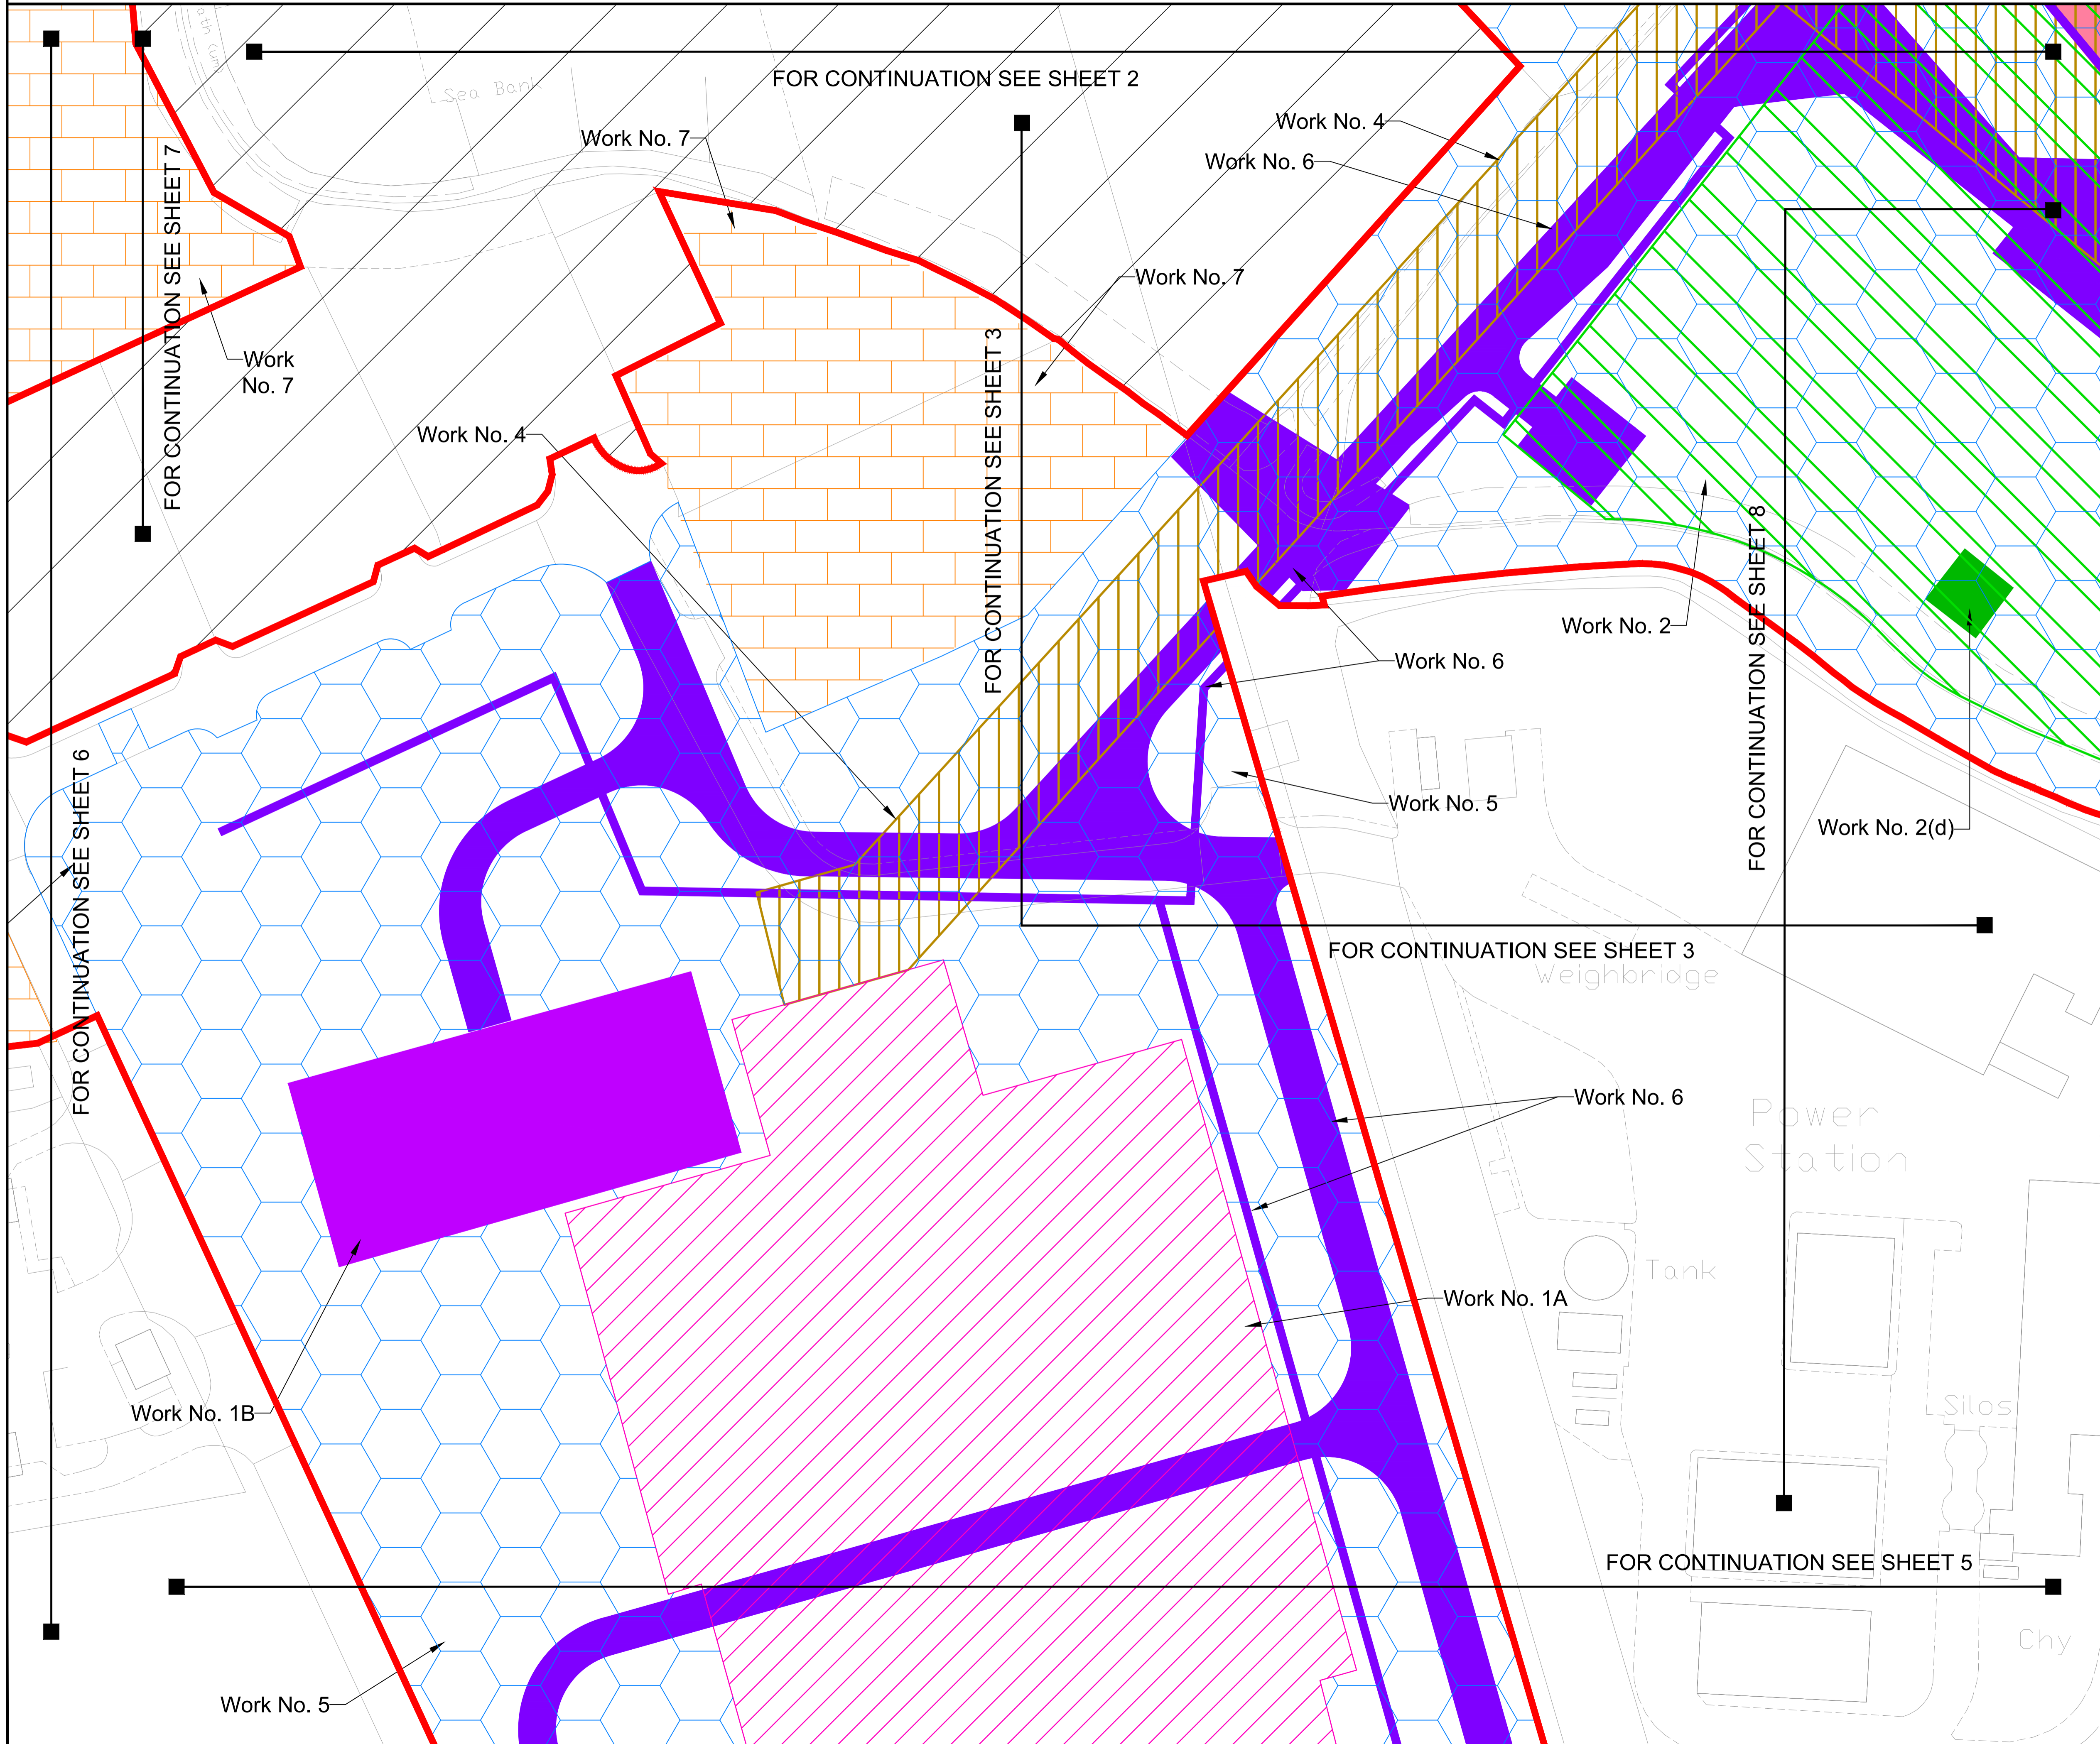 ath (um)
Sea Bank
FOR CONTINUATION SEE SHEET 2
Work No. 7
Work No. 4
Work No. 6
FOR CONTINUATION SEE SHEET 7
Work No. 7
Work
No. 7
FOR CONTINUATION SEE SHEET 3
Work No. 4
FOR CONTINUATION SEE SHEET 8
Work No. 2
Work No. 6
Work No. 5
Work No. 2(d)
FOR CONTINUATION SEE SHEET 6
FOR CONTINUATION SEE SHEET 3
Weighbridge
Work No. 6
Power
Station
Tank
Work No. 1A
Work No. 1B
Silos
FOR CONTINUATION SEE SHEET 5
Chy
Work No. 5